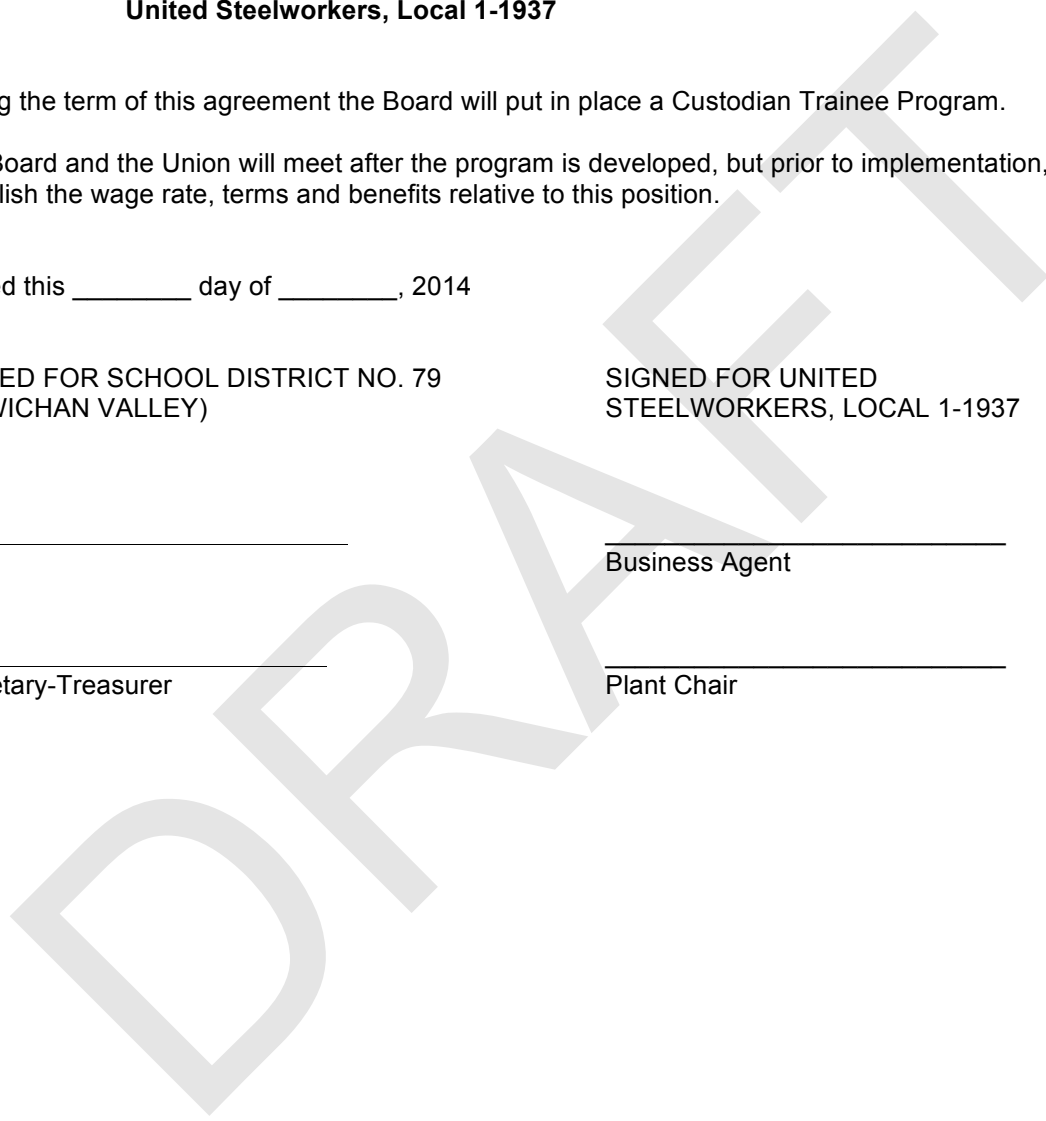 United Steelworkers, Local 1-1937
g the term of this agreement the Board will put in place a Custodian Trainee Program.
Board and the Union will meet after the program is developed, but prior to implementation,
lish the wage rate, terms and benefits relative to this position.
d this ________ day of ________, 2014
ED FOR SCHOOL DISTRICT NO. 79
WICHAN VALLEY)
SIGNED FOR UNITED
STEELWORKERS, LOCAL 1-1937
Business Agent
etary-Treasurer
Plant Chair
DRAFT